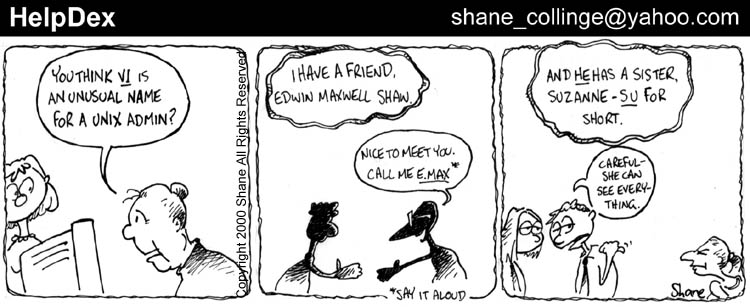 HelpDex
shane_collinge@yahoo.com
YOU THINK VI IS
AN UNUSUAL NAME
FOR A UNIX ADMIN?
Copyright 2000 Shane All Rights Reserved
I HAVE A FRIEND,
EDWIN MAXWELL SHAW.
NICE TO MEET YOU.
CALL ME E.MAX*
*SAY IT ALOUD
AND HE HAS A SISTER,
SUZANNE - SU FOR
SHORT.
CAREFUL-
SHE CAN
SEE EVERY-
THING.
Shane